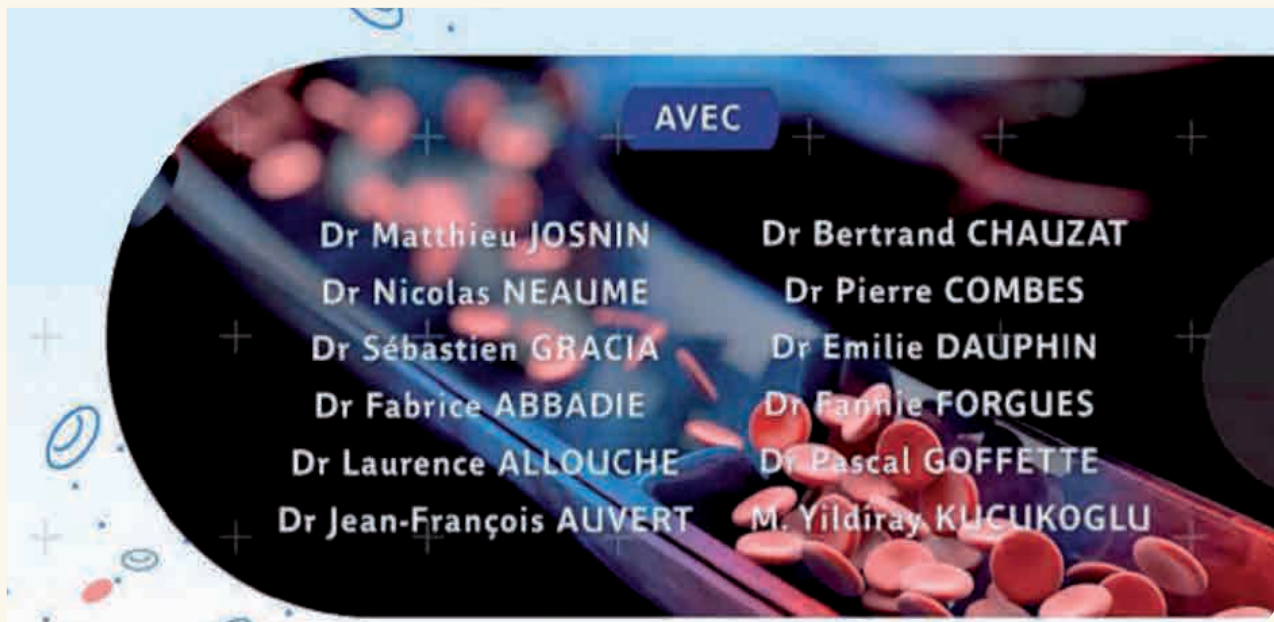 AVEC
Dr Matthieu JOSNIN
Dr Nicolas NEAUME
Dr Sébastien GRACIA
Dr Fabrice ABBADIE
Dr Laurence ALLOUCHE
Dr Jean-François AUVERT
Dr Bertrand CHAUZAT
Dr Pierre COMBES
Dr Emilie DAUPHIN
Dr Fannie FORGUES
Dr Pascal GOFFETTE
M. Yildiray KUCUKOGLU